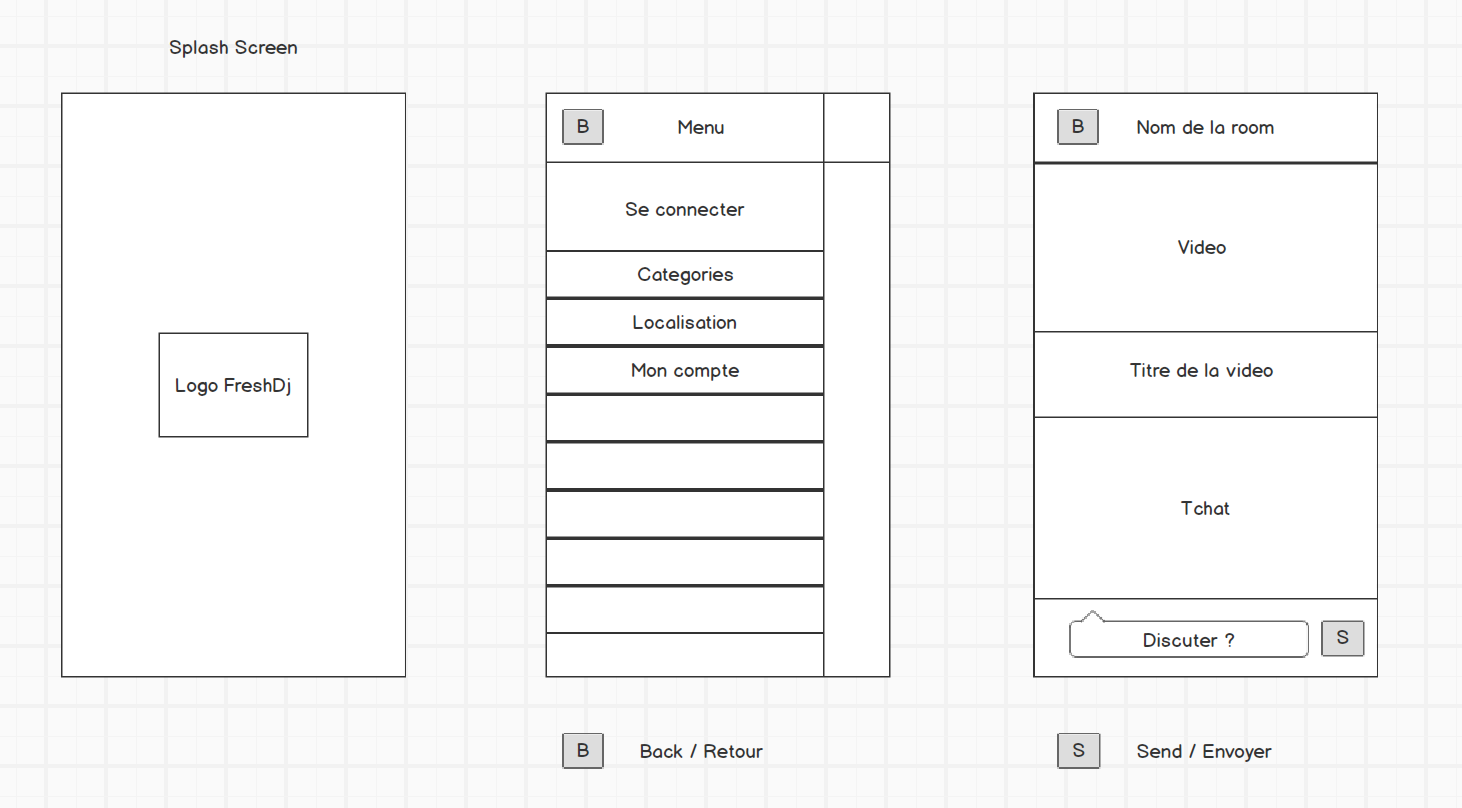 Splash Screen
Logo FreshDj
B
Menu
Se connecter
Categories
Localisation
Mon compte
B
Back / Retour
B
Nom de la room
Video
Titre de la video
Tchat
Discuter ?
S
S
Send / Envoyer